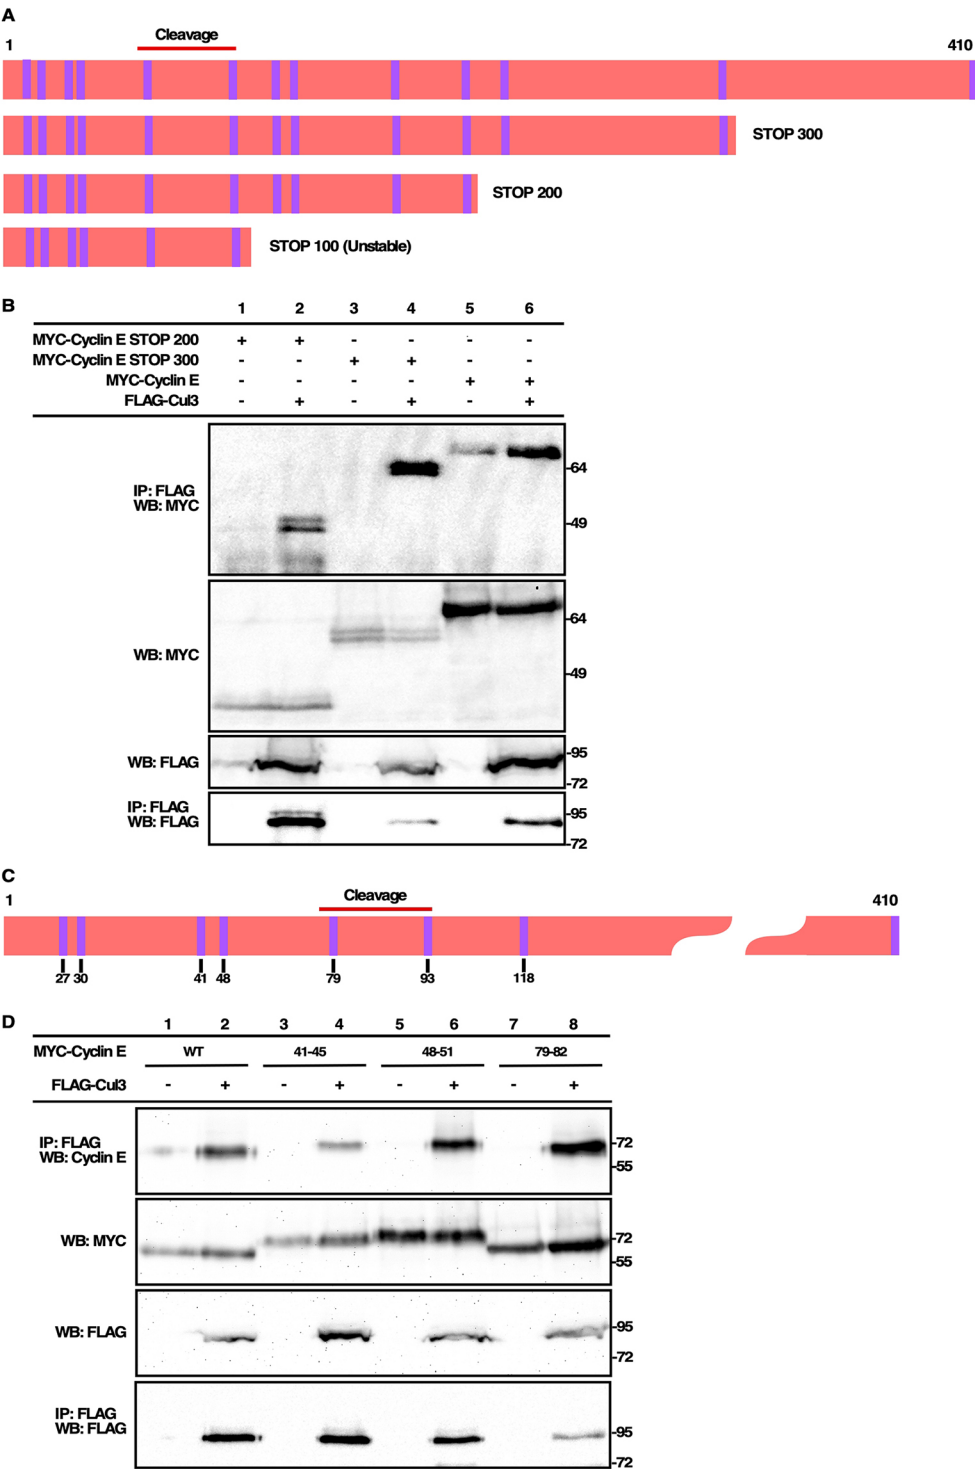 A
Cleavage
1 410
STOP 300
STOP 200
STOP 100 (Unstable)
B
1 2 3 4 5 6
MYC-Cyclin E STOP 200 + + - - - -
MYC-Cyclin E STOP 300 - - + + - -
MYC-Cyclin E - - - - + +
FLAG-Cul3 - + - + - +
IP: FLAG
WB: MYC
-64
-49
WB: MYC
-64
-49
WB: FLAG
-95
-72
IP: FLAG
WB: FLAG
-95
-72
C
Cleavage
1 410
27 30 41 48 79 93 118
D
1 2 3 4 5 6 7 8
MYC-Cyclin E WT 41-45 48-51 79-82
FLAG-Cul3 - + - + - + - +
IP: FLAG
WB: Cyclin E
-72
-55
WB: MYC
-72
-55
WB: FLAG
-95
-72
IP: FLAG
WB: FLAG
-95
-72